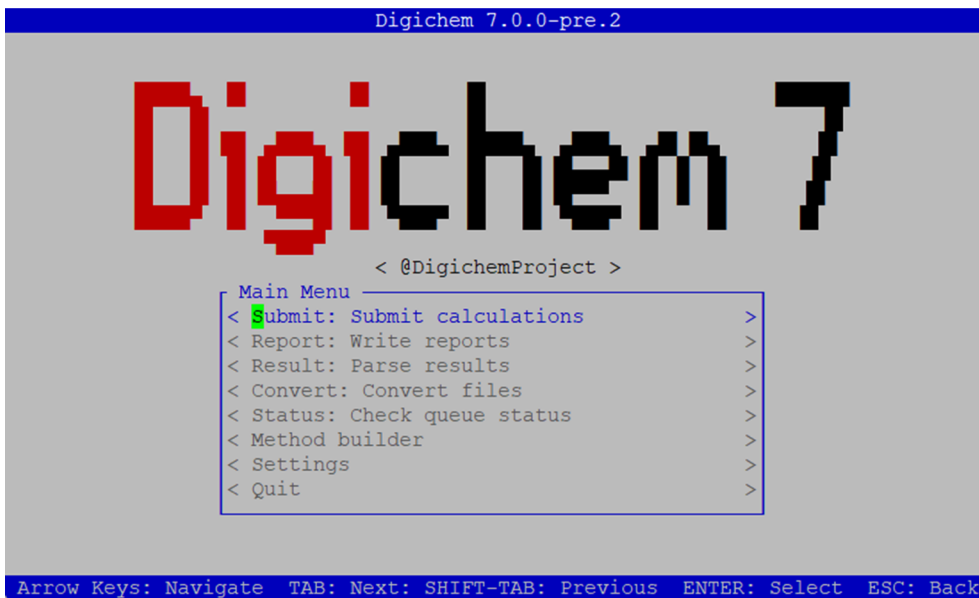 Digichem 7.0.0-pre.2
Digichem 7
< @DigichemProject >
Main Menu
< Submit: Submit calculations >
< Report: Write reports >
< Result: Parse results >
< Convert: Convert files >
< Status: Check queue status >
< Method builder >
< Settings >
< Quit >
Arrow Keys: Navigate TAB: Next: SHIFT-TAB: Previous ENTER: Select ESC: Back